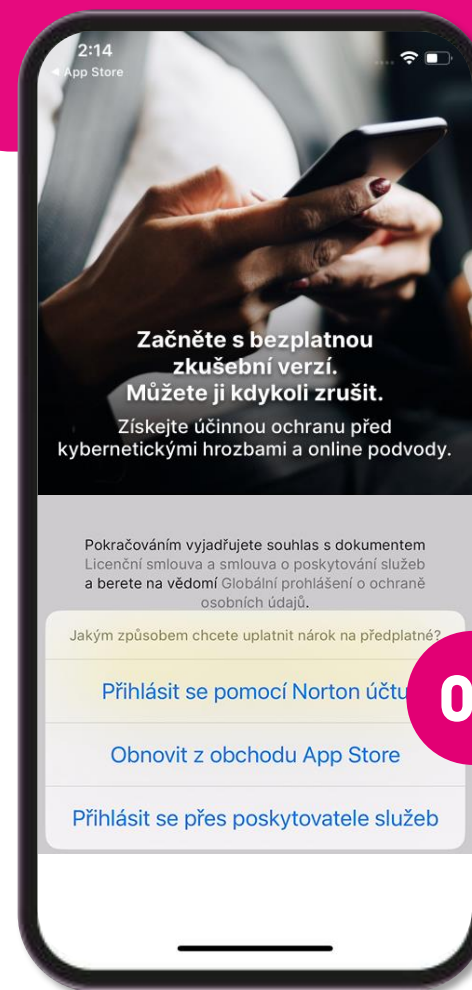 2:14
App Store
Začněte s bezplatnou
zkušební verzí.
Můžete ji kdykoli zrušit.
Získejte účinnou ochranu před
kybernetickými hrozbami a online podvody.
Pokračováním vyjadřujete souhlas s dokumentem
Licenční smlouva a smlouva o poskytování služeb
a berete na vědomí Globální prohlášení o ochraně
osobních údajů.
Jakým způsobem chcete uplatnit nárok na předplatné?
Přihlásit se pomocí Norton účtu
0
Obnovit z obchodu App Store
Přihlásit se přes poskytovatele služeb